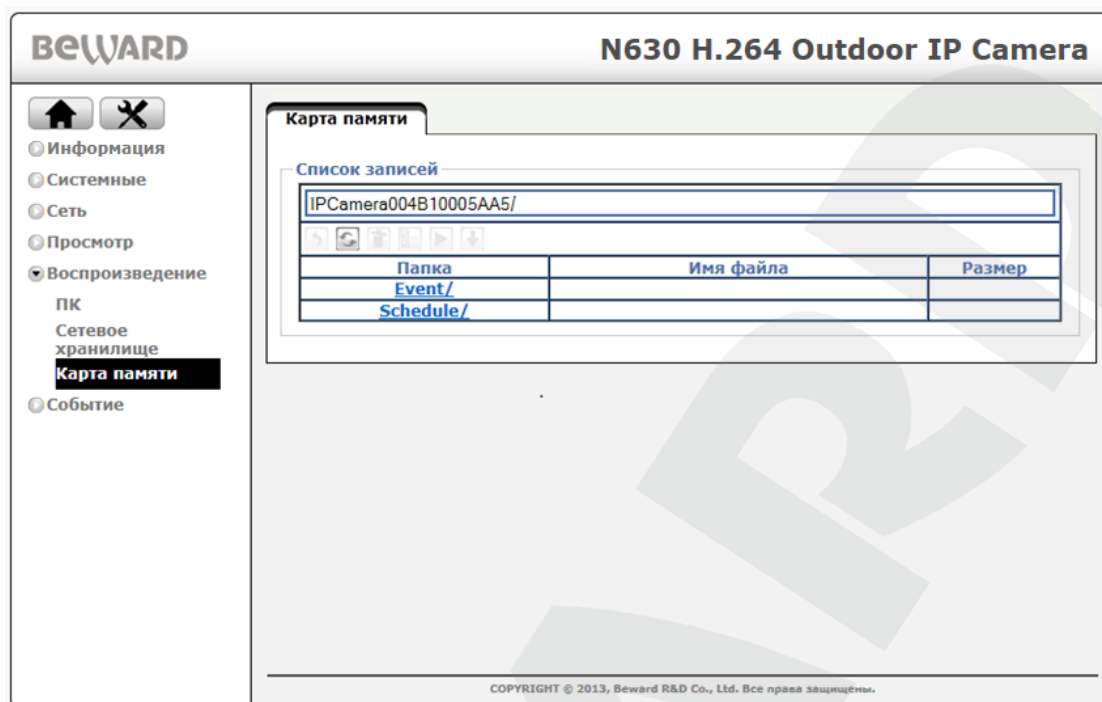 BEWARD
N630 H.264 Outdoor IP Camera
Информация
Системные
Сеть
Просмотр
Воспроизведение
ПК
Сетевое
хранилище
Карта памяти
Событие
Карта памяти
Список записей
IPCamera004B10005AA5/
Папка Имя файла Размер
Event/
Schedule/
COPYRIGHT © 2013, Beward R&D Co., Ltd. Все права защищены.